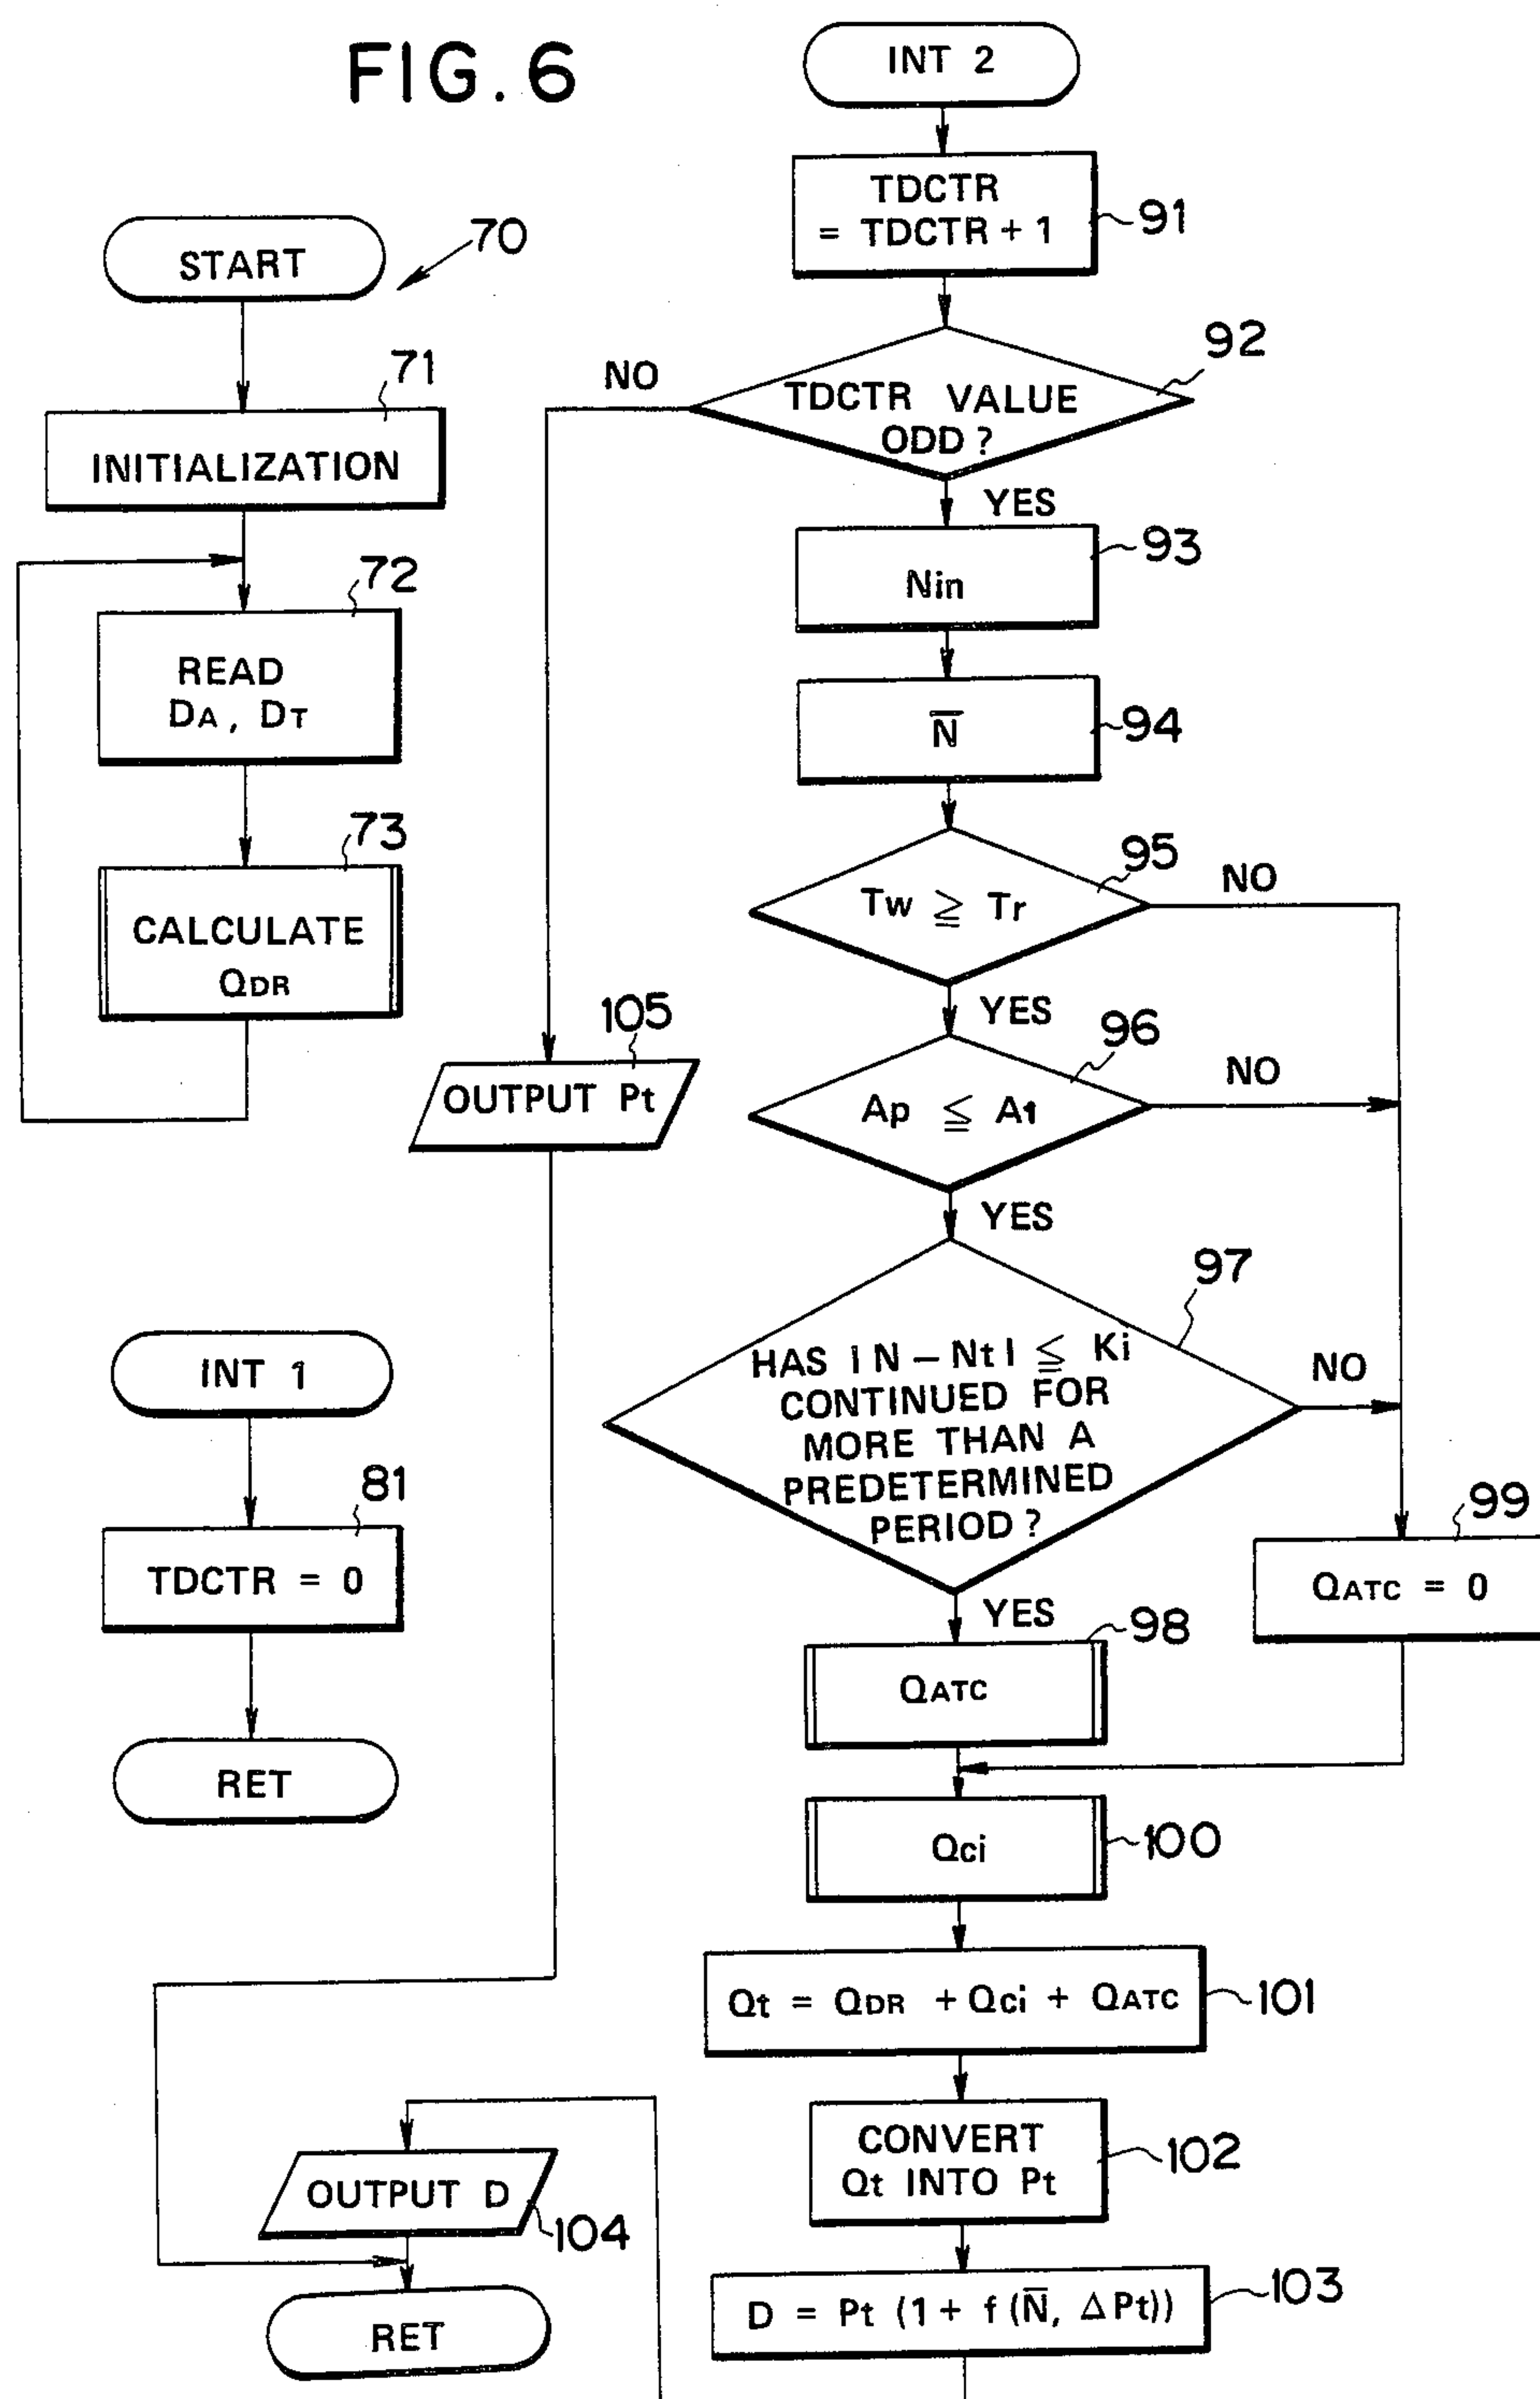 FIG. 6
START
70
71
INITIALIZATION
72
READ
DA, DT
73
CALCULATE
QDR
INT 1
81
TDCTR = 0
RET
INT 2
TDCTR
= TDCTR + 1
91
92
TDCTR VALUE
ODD?
NO
YES
93
Nin
94
N̅
95
Tw ≧ Tr
NO
YES
96
Ap ≦ A1
NO
YES
97
HAS |N − Nt| ≦ Ki
CONTINUED FOR
MORE THAN A
PREDETERMINED
PERIOD?
NO
YES
98
QATC
99
QATC = 0
100
Qci
Qt = QDR + Qci + QATC
101
CONVERT
Qt INTO Pt
102
D = Pt (1 + f (N̅, ΔPt))
103
105
OUTPUT Pt
OUTPUT D
104
RET